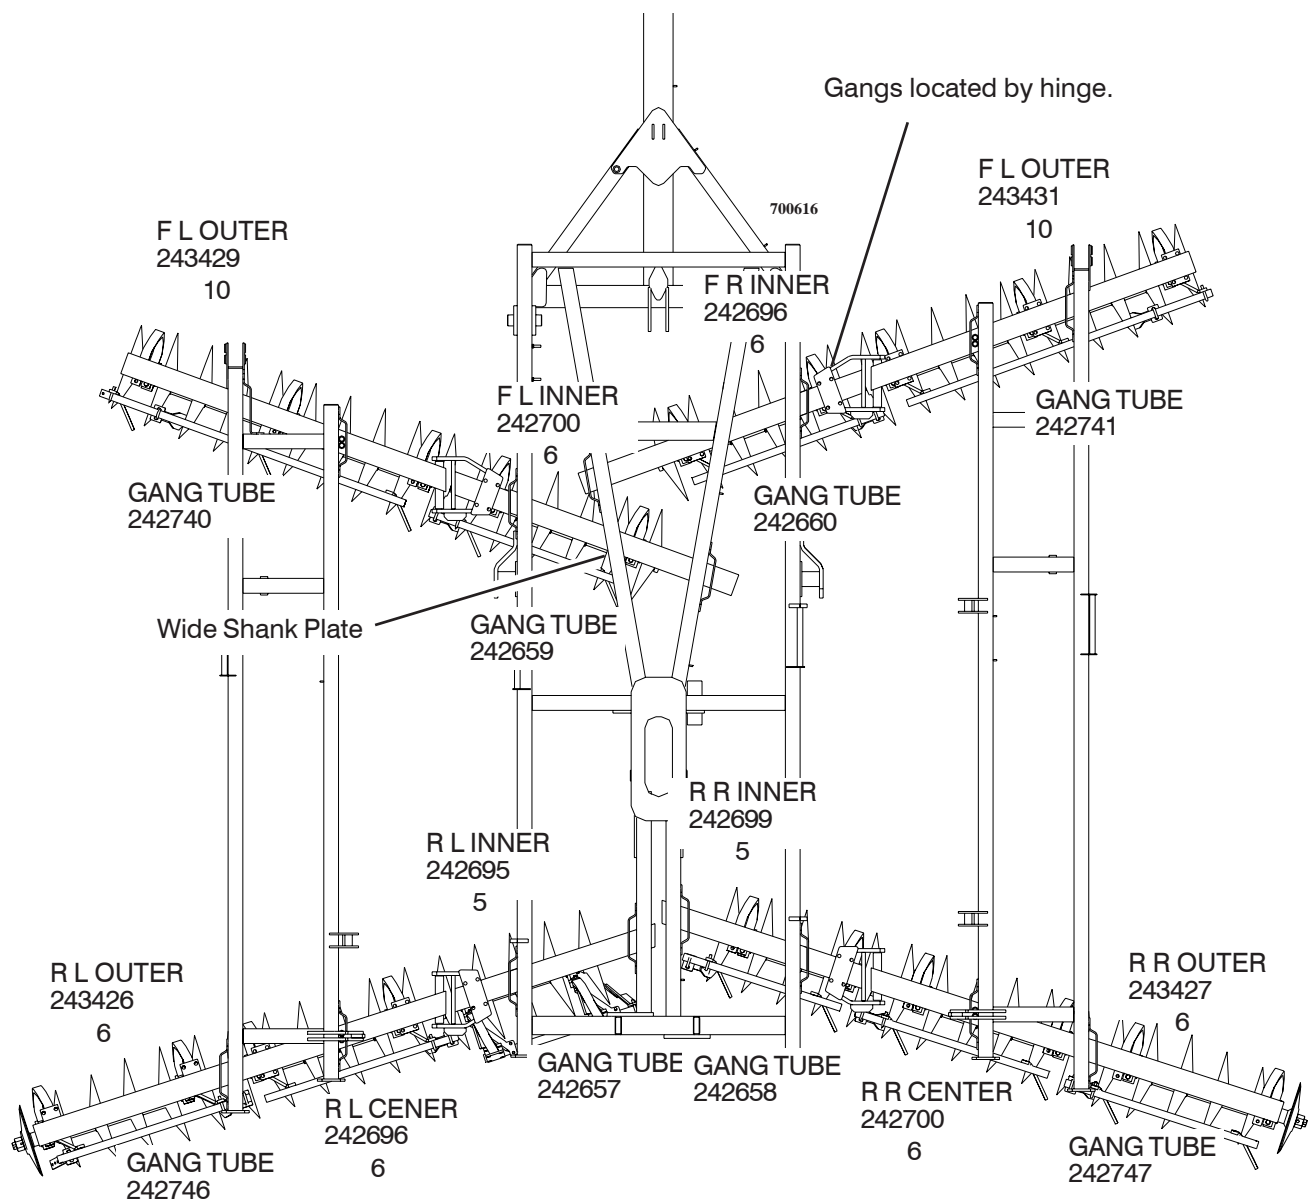 Gangs located by hinge.
F L OUTER
243431
10
700616
F L OUTER
243429
10
F R INNER
242696
6
F L INNER
242700
6
GANG TUBE
242741
GANG TUBE
242740
GANG TUBE
242660
Wide Shank Plate
GANG TUBE
242659
R R INNER
242699
5
R L INNER
242695
5
R L OUTER
243426
6
R R OUTER
243427
6
GANG TUBE
242657
GANG TUBE
242658
R R CENTER
242700
6
R L CENER
242696
6
GANG TUBE
242747
GANG TUBE
242746